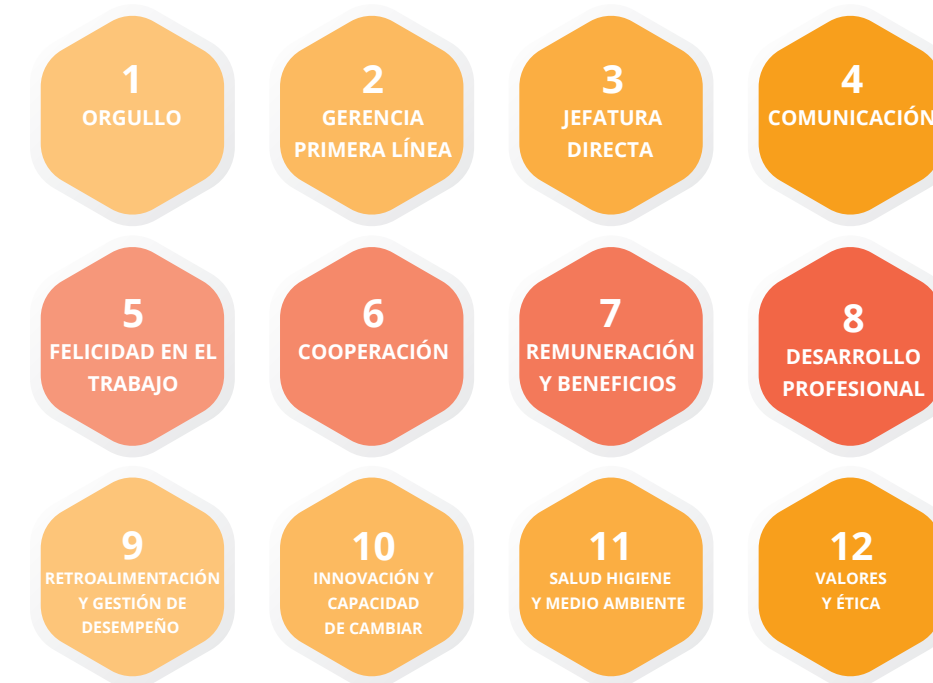 1
ORGULLO
2
GERENCIA
PRIMERA LÍNEA
3
JEFATURA
DIRECTA
4
COMUNICACIÓN
5
FELICIDAD EN EL
TRABAJO
6
COOPERACIÓN
7
REMUNERACIÓN
Y BENEFICIOS
8
DESARROLLO
PROFESIONAL
9
RETROALIMENTACIÓN
Y GESTIÓN DE
DESEMPEÑO
10
INNOVACIÓN Y
CAPACIDAD
DE CAMBIAR
11
SALUD HIGIENE
Y MEDIO AMBIENTE
12
VALORES
Y ÉTICA